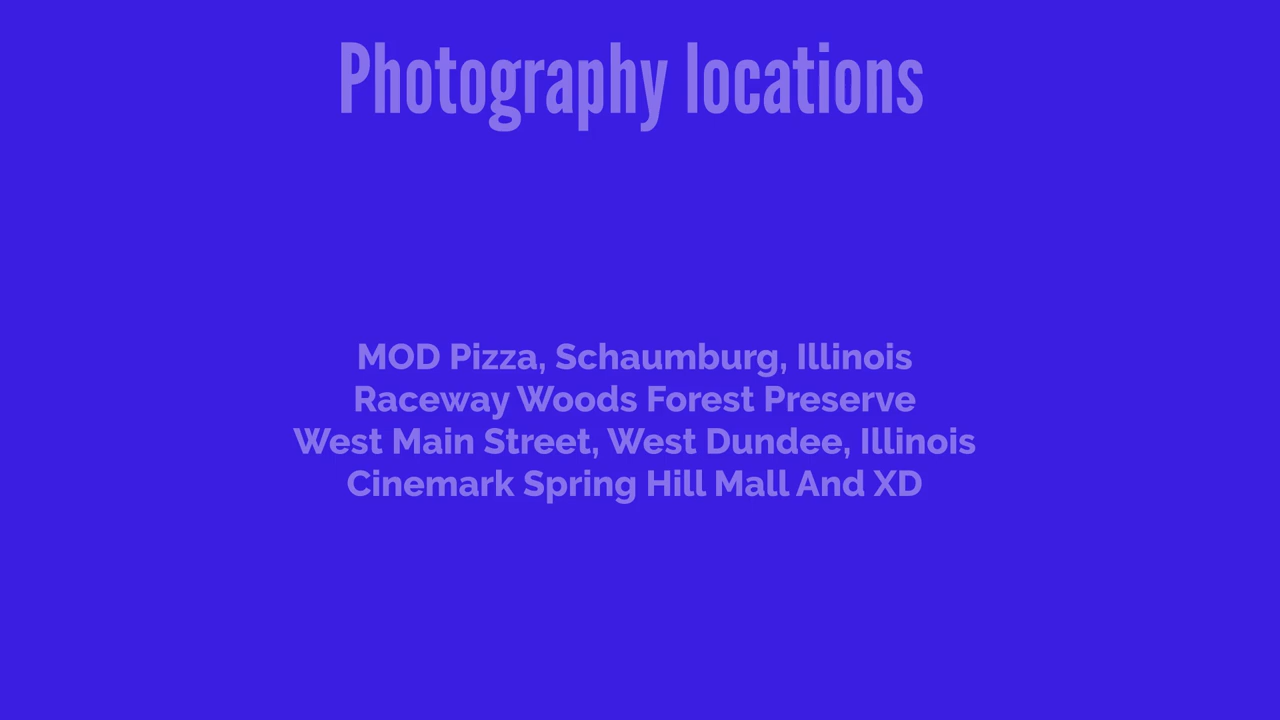 Photography locations
MOD Pizza, Schaumburg, Illinois
Raceway Woods Forest Preserve
West Main Street, West Dundee, Illinois
Cinemark Spring Hill Mall And XD